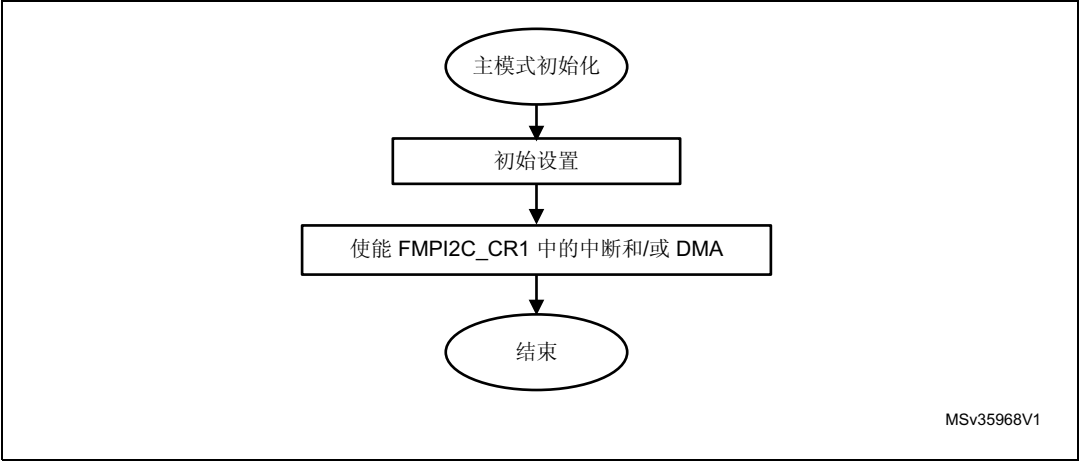 主模式初始化
初始设置
使能 FMPI2C_CR1 中的中断和/或 DMA
结束
MSv35968V1